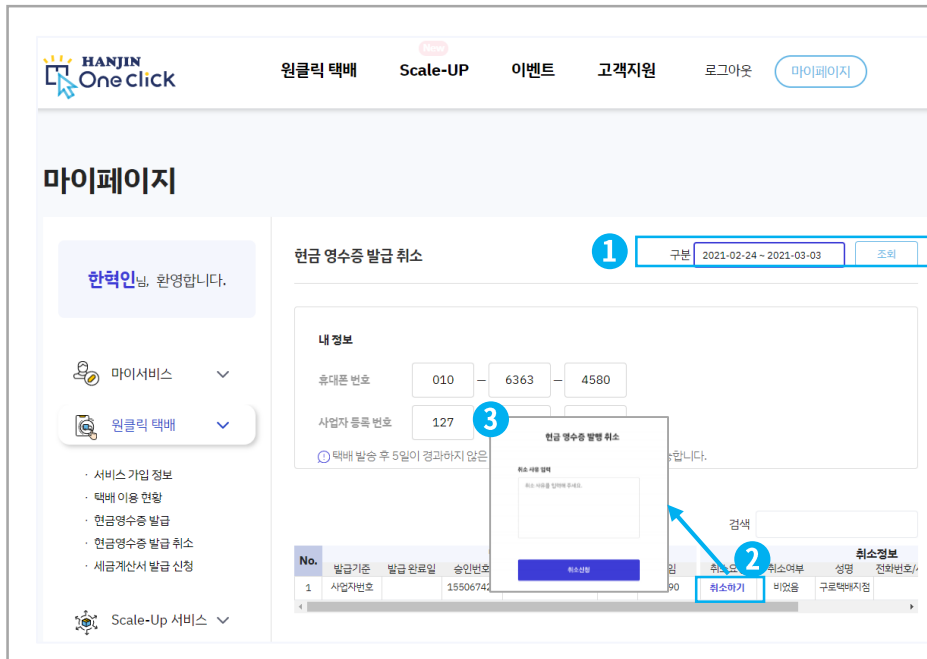 New
HANJIN
One click
원클릭 택배 Scale-UP 이벤트 고객지원 로그아웃 마이페이지
마이페이지
한혁인님, 환영합니다.
마이서비스
원클릭 택배
· 서비스 가입 정보
· 택배 이용 현황
· 현금영수증 발급
· 현금영수증 발급 취소
· 세금계산서 발급 신청
Scale-Up 서비스
현금 영수증 발급 취소
1 구분 2021-02-24 ~ 2021-03-03 조회
내 정보
휴대폰 번호 010 – 6363 – 4580
사업자 등록 번호 127
택배 발송 후 5일이 경과하지 않은
3
현금 영수증 발행 취소
취소 사유 입력
취소 사유를 입력해 주세요.
취소신청
검색
2
No. 취소정보
발급기준 발급 완료일 승인번호 취소여부 성명 전화번호/
1 사업자번호 15506742 90 취소하기 비었음 구로택배지점